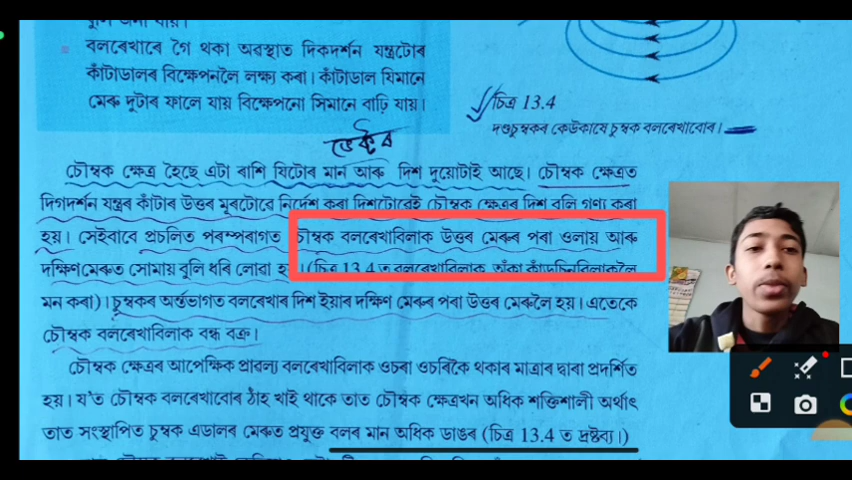 বলৰেখাৰে গৈ থকা অৱস্থাত দিকদৰ্শন যন্ত্ৰটোৰ
কাঁটাডালৰ বিক্ষেপনলৈ লক্ষ্য কৰা। কাঁটাডাল যিমানে
মেৰু দুটাৰ ফালে যায় বিক্ষেপনো সিমানে বাঢ়ি যায়।
চিত্ৰ 13.4
দণ্ডচুম্বকৰ কেউকাষে চুম্বক বলৰেখাবোৰ।
ভেক্টৰ
চৌম্বক ক্ষেত্ৰ হৈছে এটা ৰাশি যিটোৰ মান আৰু দিশ দুয়োটাই আছে। চৌম্বক ক্ষেত্ৰত
দিগদৰ্শন যন্ত্ৰৰ কাঁটাৰ উত্তৰ মূৰটোৱে নিৰ্দেশ কৰা দিশটোৱেই চৌম্বক ক্ষেত্ৰৰ দিশ বুলি গণ্য কৰা
হয়। সেইবাবে প্ৰচলিত পৰম্পৰাগত চৌম্বক বলৰেখাবিলাক উত্তৰ মেৰুৰ পৰা ওলায় আৰু
দক্ষিণমেৰুত সোমায় বুলি ধৰি লোৱা হয়। (চিত্ৰ 13.4 ত বলৰেখাবিলাক অঁকা কাঁড়চিনবিলাকলৈ
মন কৰা)। চুম্বকৰ অৰ্ন্তভাগত বলৰেখাৰ দিশ ইয়াৰ দক্ষিণ মেৰুৰ পৰা উত্তৰ মেৰুলৈ হয়। এতেকে
চৌম্বক বলৰেখাবিলাক বন্ধ বক্ৰ।
চৌম্বক ক্ষেত্ৰৰ আপেক্ষিক প্ৰাৱল্য বলৰেখাবিলাক ওচৰা ওচৰিকৈ থকাৰ মাত্ৰাৰ দ্বাৰা প্ৰদৰ্শিত
হয়। য'ত চৌম্বক বলৰেখাবোৰ ঠাঁহ খাই থাকে তাত চৌম্বক ক্ষেত্ৰখন অধিক শক্তিশালী অৰ্থাৎ
তাত সংস্থাপিত চুম্বক এডালৰ মেৰুত প্ৰযুক্ত বলৰ মান অধিক ডাঙৰ (চিত্ৰ 13.4 ত দ্ৰষ্টব্য।)